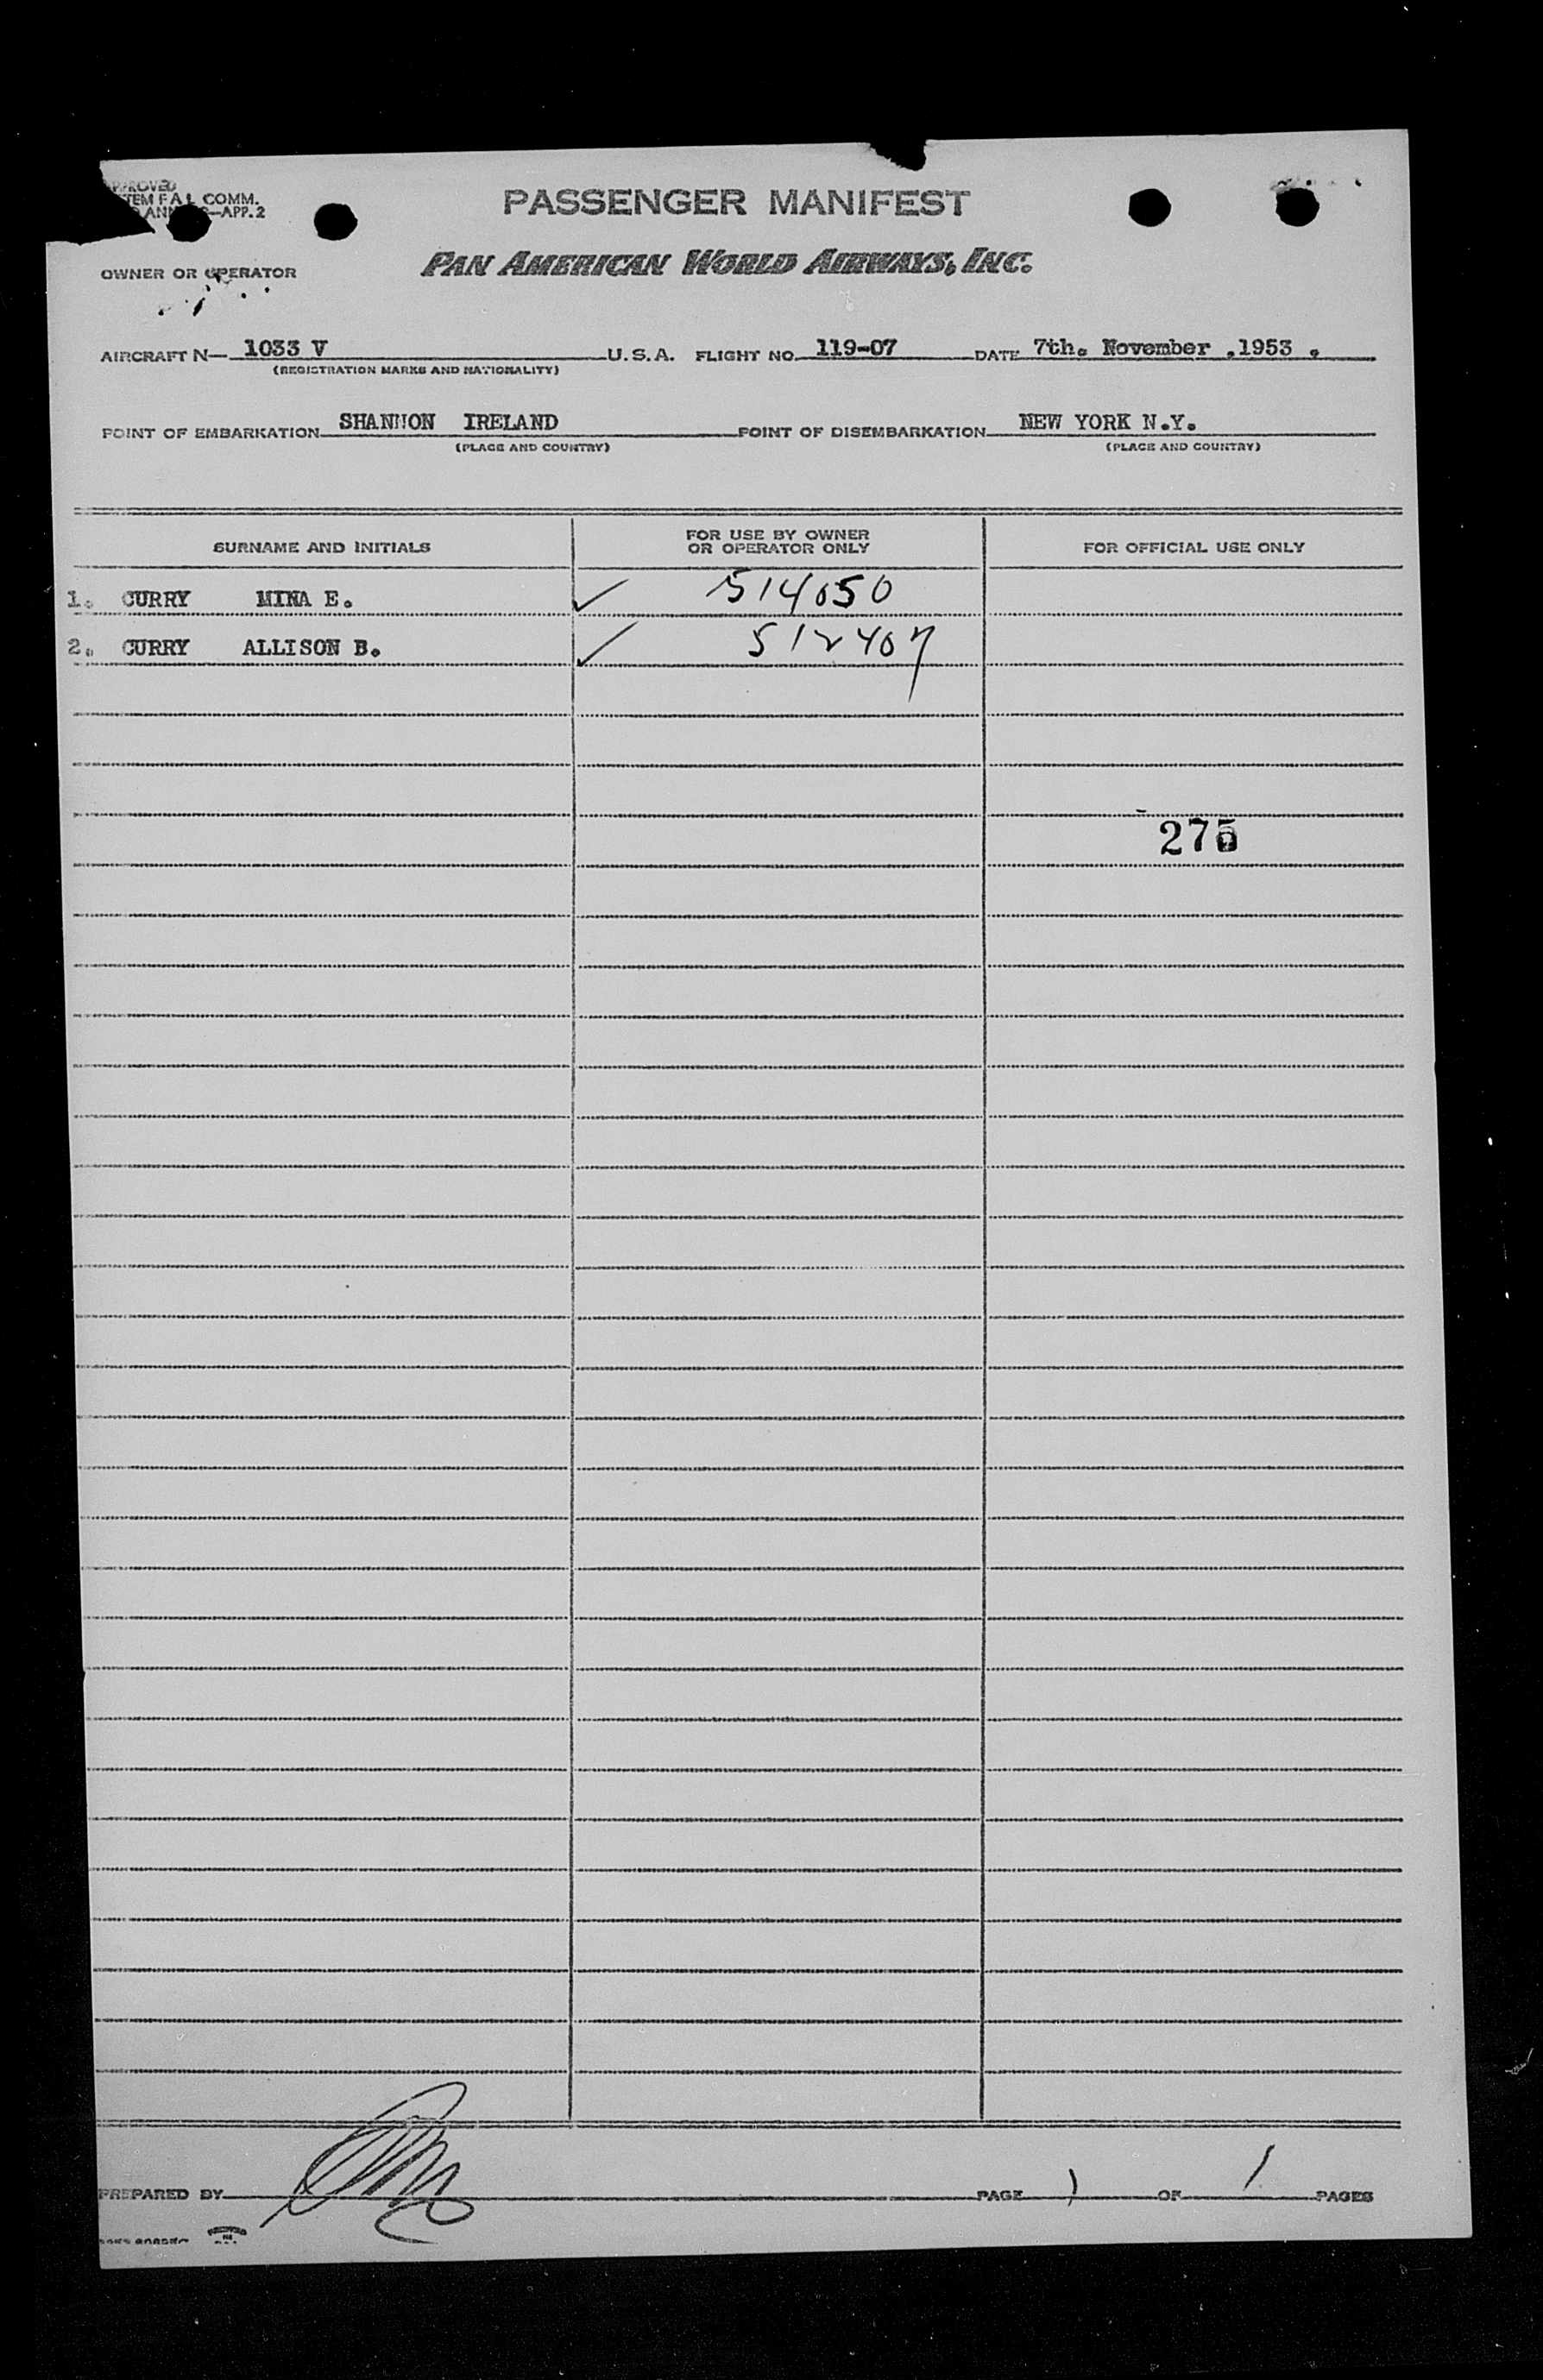 PASSENGER MANIFEST
COMM.
—APP. 2
OWNER OR OPERATOR
PAN AMERICAN WORLD AIRWAYS, INC.
AIRCRAFT N— 1033 V U.S.A. FLIGHT NO. 119-07 DATE 7th. November .1953 .
(REGISTRATION MARKS AND NATIONALITY)
POINT OF EMBARKATION SHANNON IRELAND POINT OF DISEMBARKATION NEW YORK N.Y.
(PLACE AND COUNTRY) (PLACE AND COUNTRY)
SURNAME AND INITIALS FOR USE BY OWNER OR OPERATOR ONLY FOR OFFICIAL USE ONLY
1. CURRY MINA E. ✓ 514050
2. CURRY ALLISON B. ✓ 512407
PREPARED BY PAGE 1 OF 1 PAGES